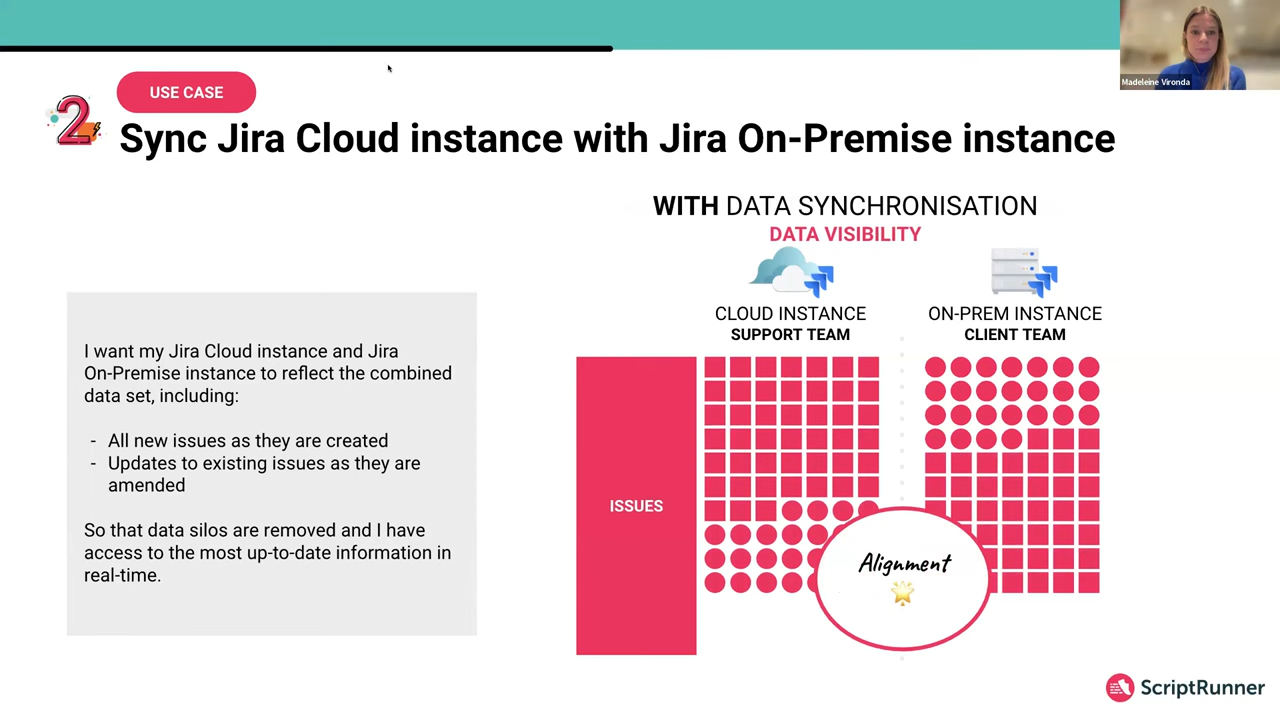 Madeleine Vironda
2
USE CASE
Sync Jira Cloud instance with Jira On-Premise instance
WITH DATA SYNCHRONISATION
DATA VISIBILITY
CLOUD INSTANCE
SUPPORT TEAM
ON-PREM INSTANCE
CLIENT TEAM
I want my Jira Cloud instance and Jira
On-Premise instance to reflect the combined
data set, including:
- All new issues as they are created
- Updates to existing issues as they are
amended
So that data silos are removed and I have
access to the most up-to-date information in
real-time.
ISSUES
Alignment
ScriptRunner